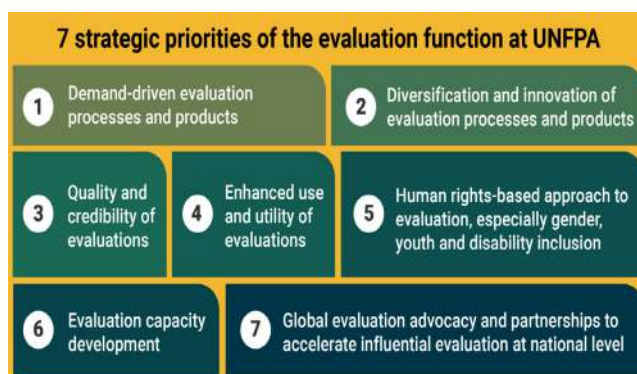 7 strategic priorities of the evaluation function at UNFPA
1
Demand-driven evaluation
processes and products
2
Diversification and innovation of
evaluation processes and products
3
Quality and
credibility of
evaluations
4
Enhanced use
and utility of
evaluations
5
Human rights-based approach to
evaluation, especially gender,
youth and disability inclusion
6
Evaluation capacity
development
7
Global evaluation advocacy and partnerships to
accelerate influential evaluation at national level